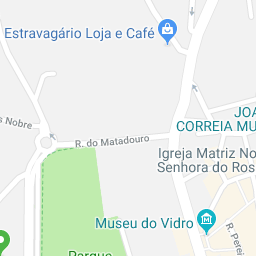 Estravagário Loja e Café
JOA
CORREIA MU
s Nobre
R. do Matadouro
Igreja Matriz No
Senhora do Ros
Museu do Vidro
R. Perei
Parque